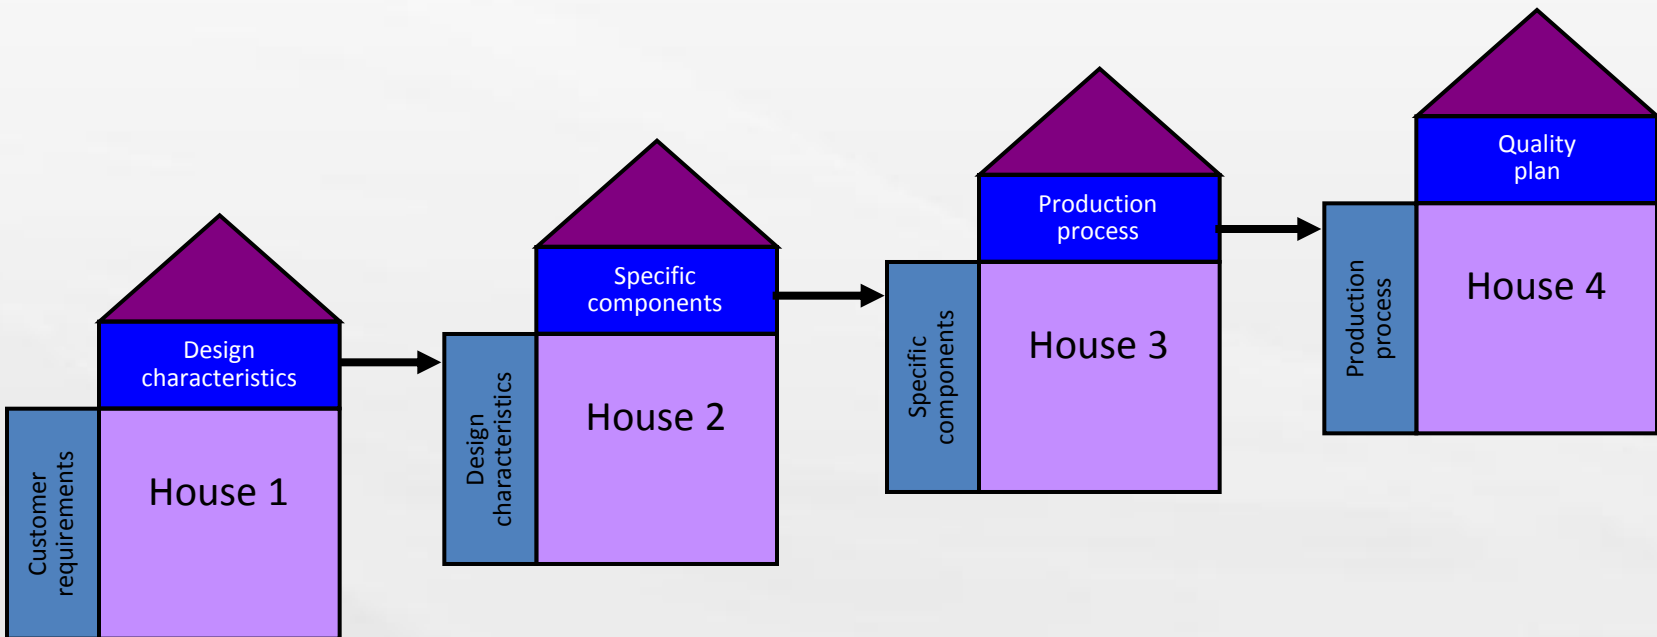 Customer
requirements
Design
characteristics
House 1
Design
characteristics
Specific
components
House 2
Specific
components
Production
process
House 3
Production
process
Quality
plan
House 4